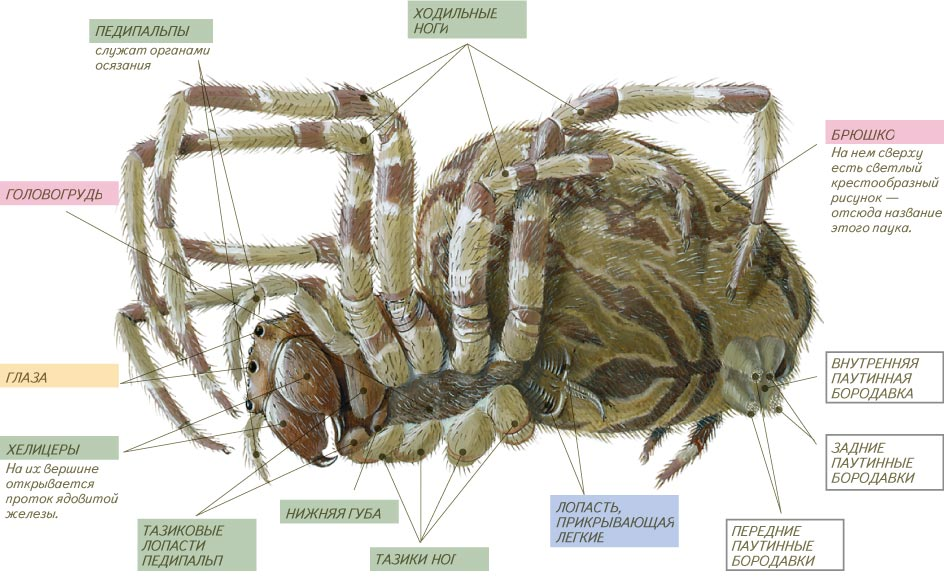 ПЕДИПАЛЬПЫ
служат органами
осязания
ХОДИЛЬНЫЕ
НОГИ
БРЮШКО
На нем сверху
есть светлый
крестообразный
рисунок —
отсюда название
этого паука.
ГОЛОВОГРУДЬ
ГЛАЗА
ВНУТРЕННЯЯ
ПАУТИННАЯ
БОРОДАВКА
ХЕЛИЦЕРЫ
На их вершине
открывается
проток ядовитой
железы.
ЗАДНИЕ
ПАУТИННЫЕ
БОРОДАВКИ
ТАЗИКОВЫЕ
ЛОПАСТИ
ПЕДИПАЛЬП
НИЖНЯЯ ГУБА
ТАЗИКИ НОГ
ЛОПАСТЬ,
ПРИКРЫВАЮЩАЯ
ЛЕГКИЕ
ПЕРЕДНИЕ
ПАУТИННЫЕ
БОРОДАВКИ